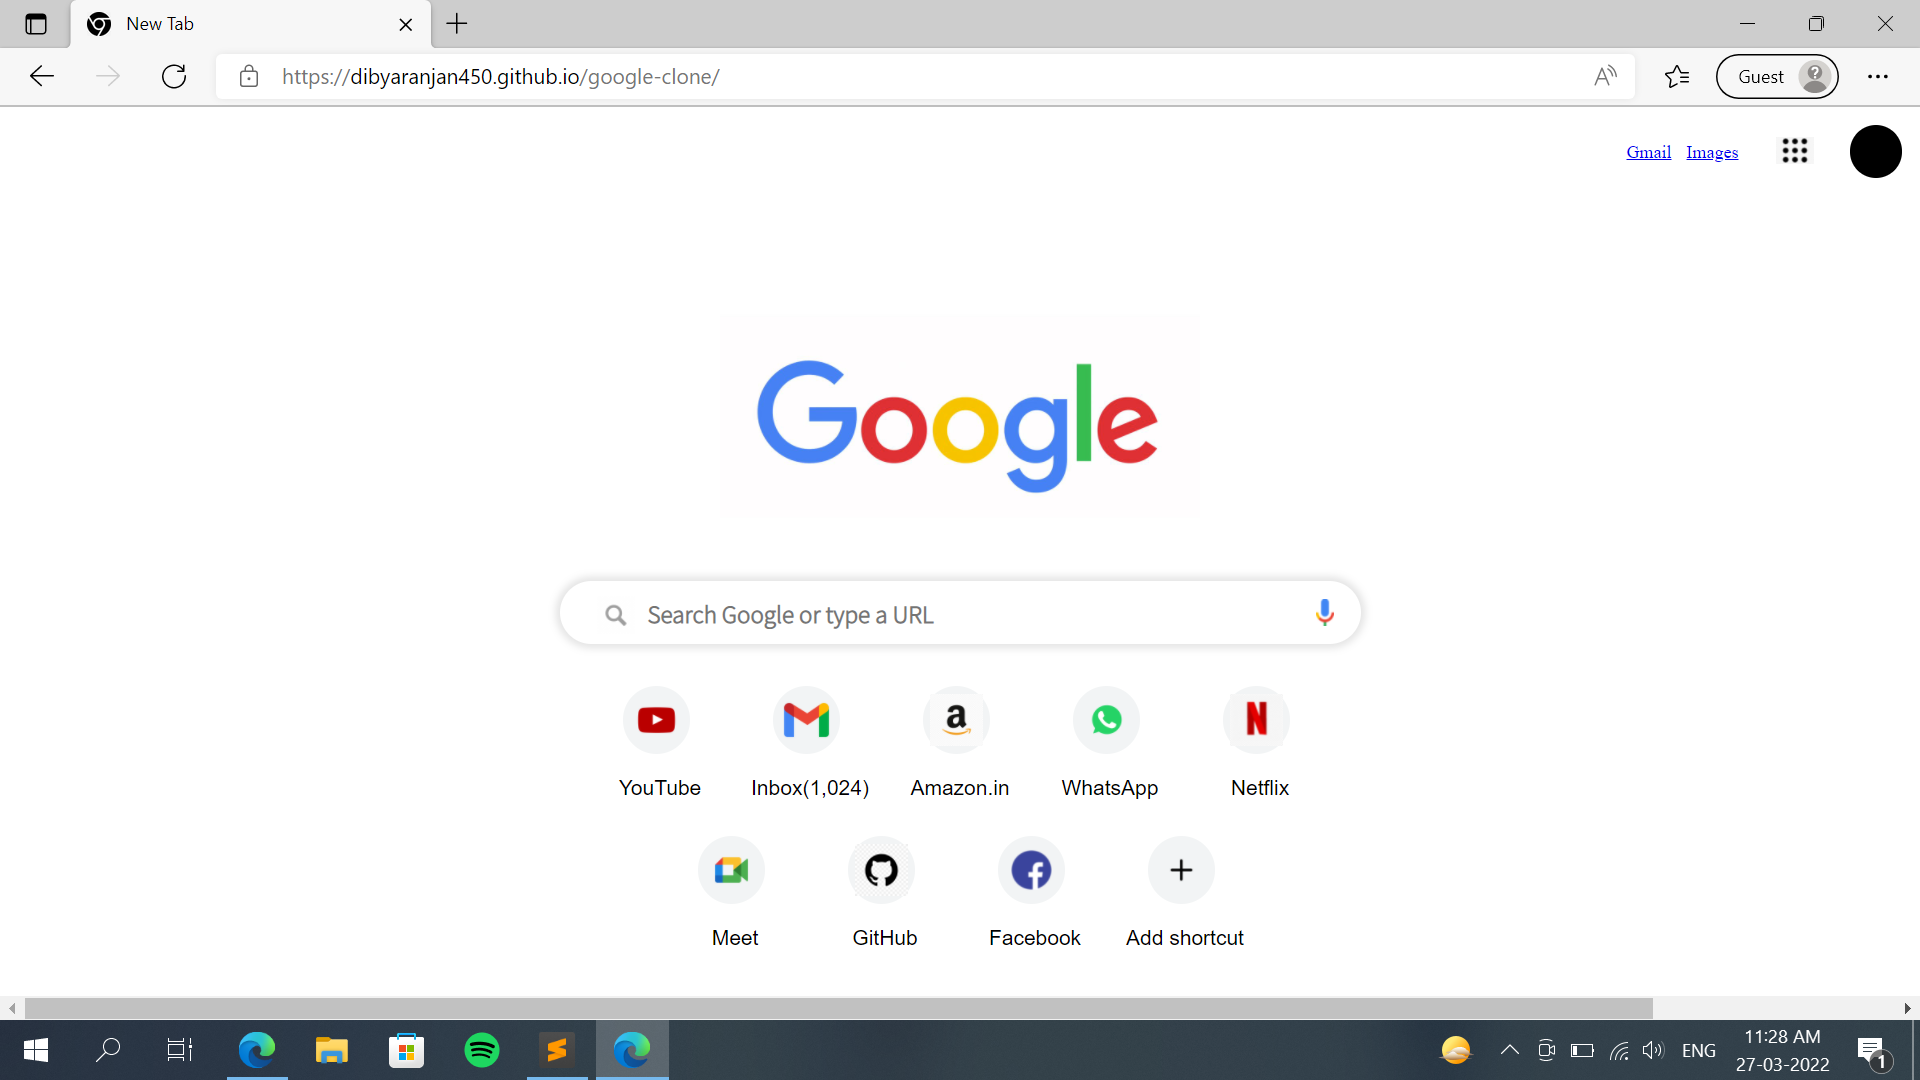 New Tab
https://dibyaranjan450.github.io/google-clone/
Guest
Gmail Images
Google
Search Google or type a URL
YouTube Inbox(1,024) Amazon.in WhatsApp Netflix
Meet GitHub Facebook Add shortcut
ENG
11:28 AM
27-03-2022
1